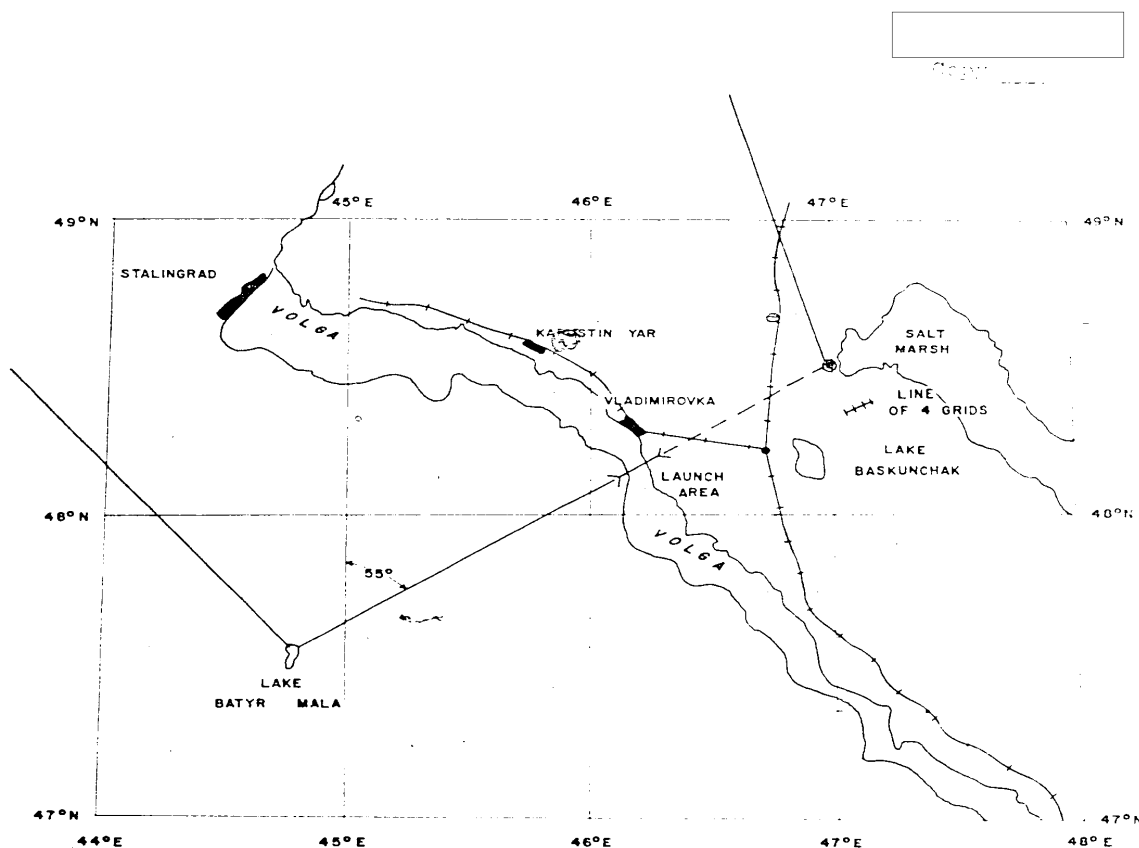 45°E 46°E 47°E
49°N 49°N
STALINGRAD
VOLGA
KAPUSTIN YAR
SALT
MARSH
VLADIMIROVKA
LINE
OF 4 GRIDS
LAKE
BASKUNCHAK
LAUNCH
AREA
48°N 48°N
VOLGA
55°
LAKE
BATYR MALA
47°N 47°N
44°E 45°E 46°E 47°E 48°E